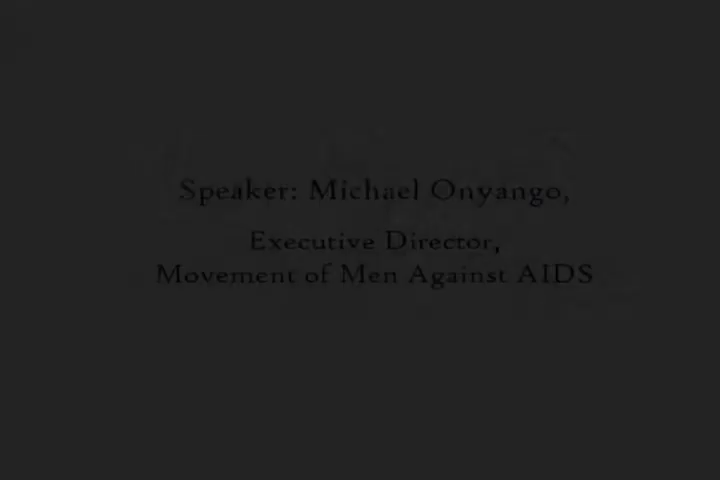 Speaker: Michael Onyango,
Executive Director,
Movement of Men Against AIDS